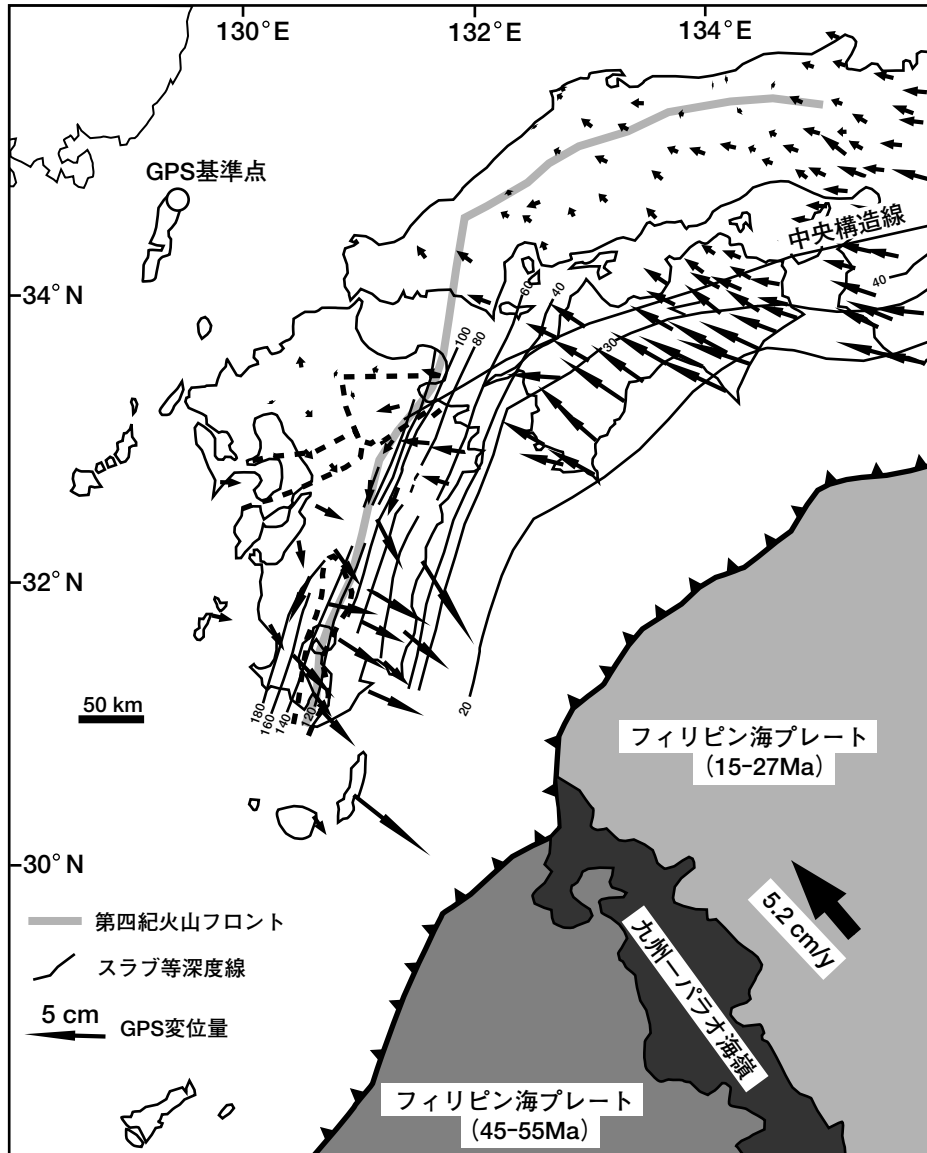 130°E
132°E
134°E
GPS基準点
中央構造線
34°N
60
40
40
100
80
30
32°N
50 km
180
160
140
120
20
フィリピン海プレート
(15-27Ma)
30°N
第四紀火山フロント
5.2 cm/y
スラブ等深度線
九州ーパラオ海嶺
5 cm
GPS変位量
フィリピン海プレート
(45-55Ma)